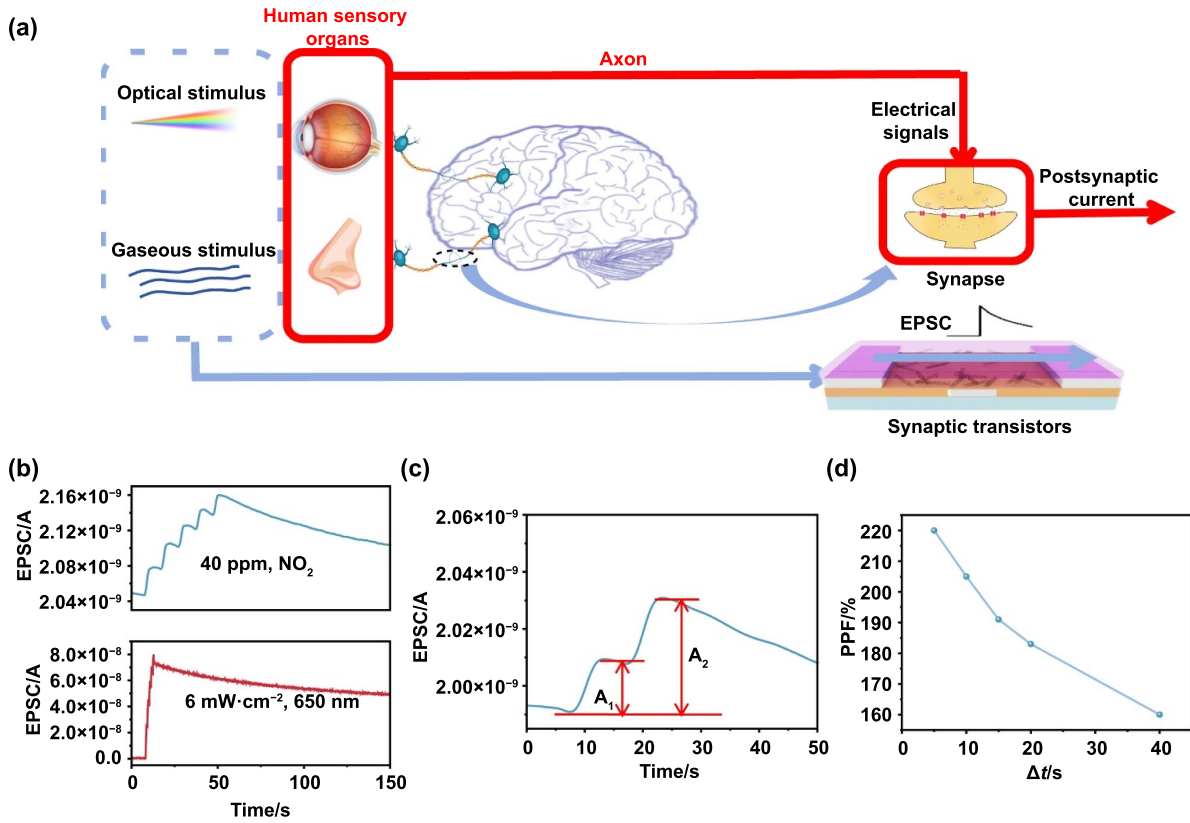 (a)
Human sensory
organs
Axon
Optical stimulus
Electrical
signals
Postsynaptic
current
Gaseous stimulus
Synapse
EPSC
Synaptic transistors
(b)
2.16×10⁻⁹
2.12×10⁻⁹
2.08×10⁻⁹
2.04×10⁻⁹
EPSC/A
40 ppm, NO₂
8.0×10⁻⁸
6.0×10⁻⁸
4.0×10⁻⁸
2.0×10⁻⁸
0.0
EPSC/A
6 mW·cm⁻², 650 nm
0 50 100 150
Time/s
(c)
2.06×10⁻⁹
2.04×10⁻⁹
2.02×10⁻⁹
2.00×10⁻⁹
EPSC/A
A₁
A₂
0 10 20 30 40 50
Time/s
(d)
220
210
200
190
180
170
160
PPF/%
0 10 20 30 40
Δt/s